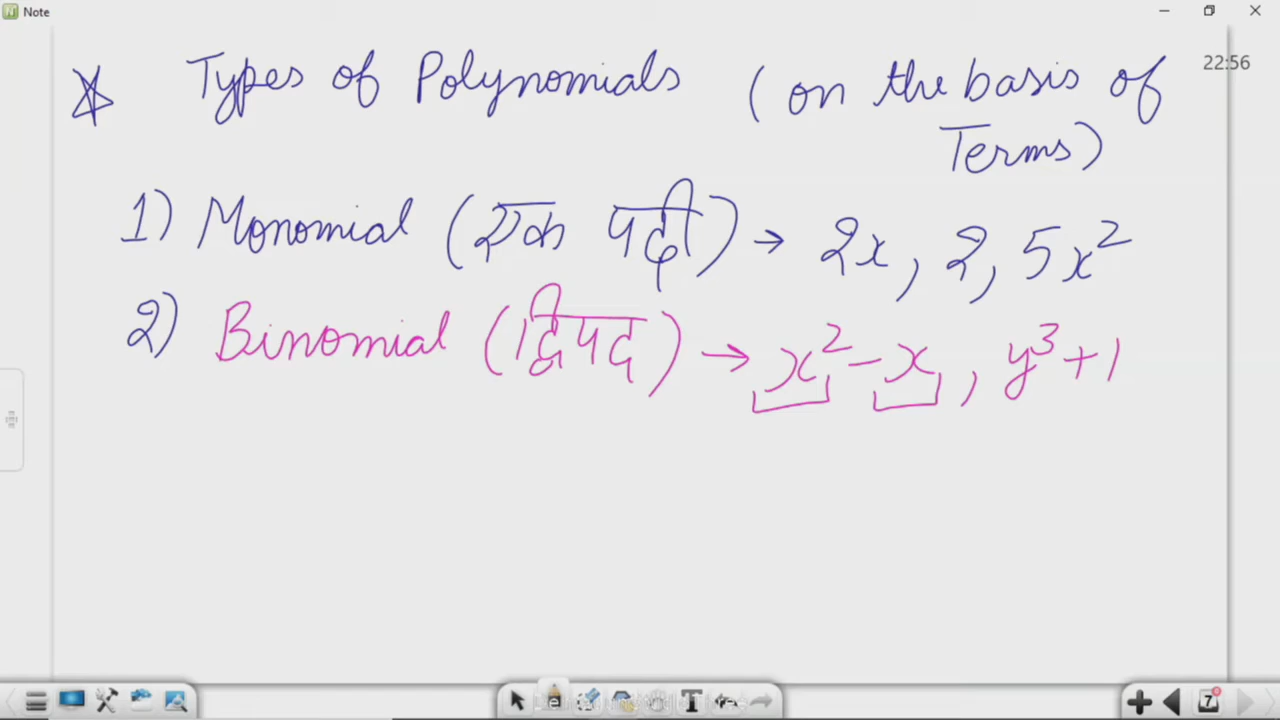 Note
22:56
Types of Polynomials (on the basis of
Terms)
1) Monomial (एक पदी) → 2x, 2, 5x²
2) Binomial (द्विपद) → x² - x, y³ + 1
T
7